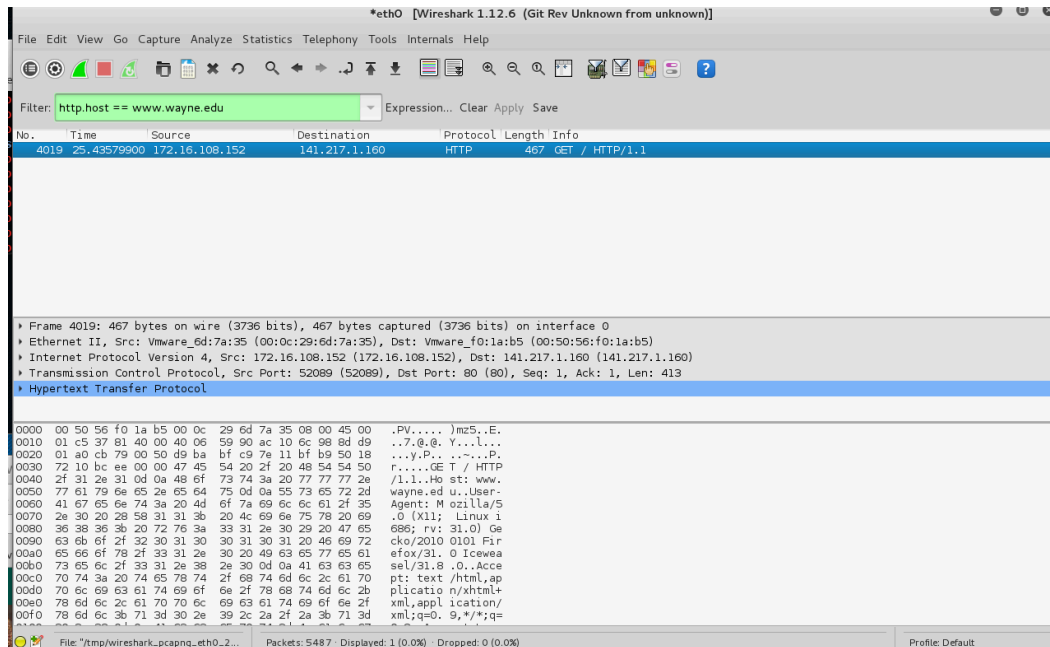 *eth0 [Wireshark 1.12.6 (Git Rev Unknown from unknown)]
File Edit View Go Capture Analyze Statistics Telephony Tools Internals Help
Filter: http.host == www.wayne.edu Expression... Clear Apply Save
No. Time Source Destination Protocol Length Info
4019 25.43579900 172.16.108.152 141.217.1.160 HTTP 467 GET / HTTP/1.1
Frame 4019: 467 bytes on wire (3736 bits), 467 bytes captured (3736 bits) on interface 0
Ethernet II, Src: Vmware_6d:7a:35 (00:0c:29:6d:7a:35), Dst: Vmware_f0:1a:b5 (00:50:56:f0:1a:b5)
Internet Protocol Version 4, Src: 172.16.108.152 (172.16.108.152), Dst: 141.217.1.160 (141.217.1.160)
Transmission Control Protocol, Src Port: 52089 (52089), Dst Port: 80 (80), Seq: 1, Ack: 1, Len: 413
Hypertext Transfer Protocol
0000 00 50 56 f0 1a b5 00 0c 29 6d 7a 35 08 00 45 00 .PV..... )mz5..E.
0010 01 c5 37 81 40 00 40 06 59 90 ac 10 6c 98 8d d9 ..7.@.@. Y...l...
0020 01 a0 cb 79 00 50 d9 ba bf c9 7e 11 bf b9 50 18 ...y.P.. ..~...P.
0030 72 10 bc ee 00 00 47 45 54 20 2f 20 48 54 54 50 r.....GE T / HTTP
0040 2f 31 2e 31 0d 0a 48 6f 73 74 3a 20 77 77 77 2e /1.1..Ho st: www.
0050 77 61 79 6e 65 2e 65 64 75 0d 0a 55 73 65 72 2d wayne.ed u..User-
0060 41 67 65 6e 74 3a 20 4d 6f 7a 69 6c 6c 61 2f 35 Agent: M ozilla/5
0070 2e 30 20 28 58 31 31 3b 20 4c 69 6e 75 78 20 69 .0 (X11; Linux i
0080 36 38 36 3b 20 72 76 3a 33 31 2e 30 29 20 47 65 686; rv: 31.0) Ge
0090 63 6b 6f 2f 32 30 31 30 30 31 30 31 20 46 69 72 cko/2010 0101 Fir
00a0 65 66 6f 78 2f 33 31 2e 30 20 49 63 65 77 65 61 efox/31. 0 Icewea
00b0 73 65 6c 2f 33 31 2e 38 2e 30 0d 0a 41 63 63 65 sel/31.8 .0..Acce
00c0 70 74 3a 20 74 65 78 74 2f 68 74 6d 6c 2c 61 70 pt: text /html,ap
00d0 70 6c 69 63 61 74 69 6f 6e 2f 78 68 74 6d 6c 2b plicatio n/xhtml+
00e0 78 6d 6c 2c 61 70 70 6c 69 63 61 74 69 6f 6e 2f xml,appl ication/
00f0 78 6d 6c 3b 71 3d 30 2e 39 2c 2a 2f 2a 3b 71 3d xml;q=0. 9,*/*;q=
File: "/tmp/wireshark_pcapng_eth0_2... Packets: 5487 · Displayed: 1 (0.0%) · Dropped: 0 (0.0%) Profile: Default